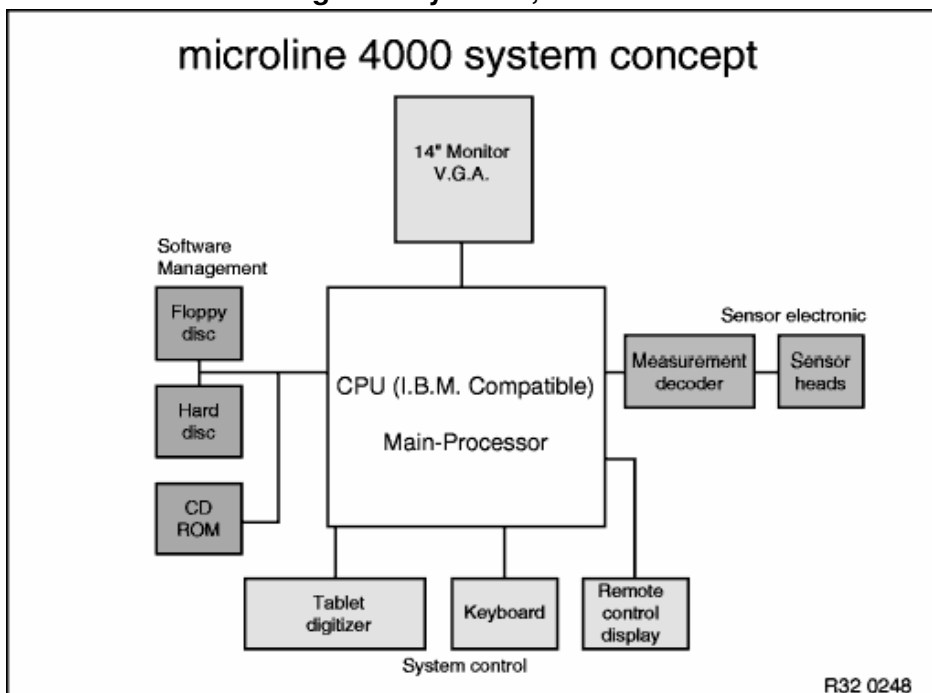 microline 4000 system concept
14" Monitor
V.G.A.
Software
Management
Floppy
disc
Hard
disc
CD
ROM
CPU (I.B.M. Compatible)
Main-Processor
Sensor electronic
Measurement
decoder
Sensor
heads
Tablet
digitizer
Keyboard
Remote
control
display
System control
R32 0248